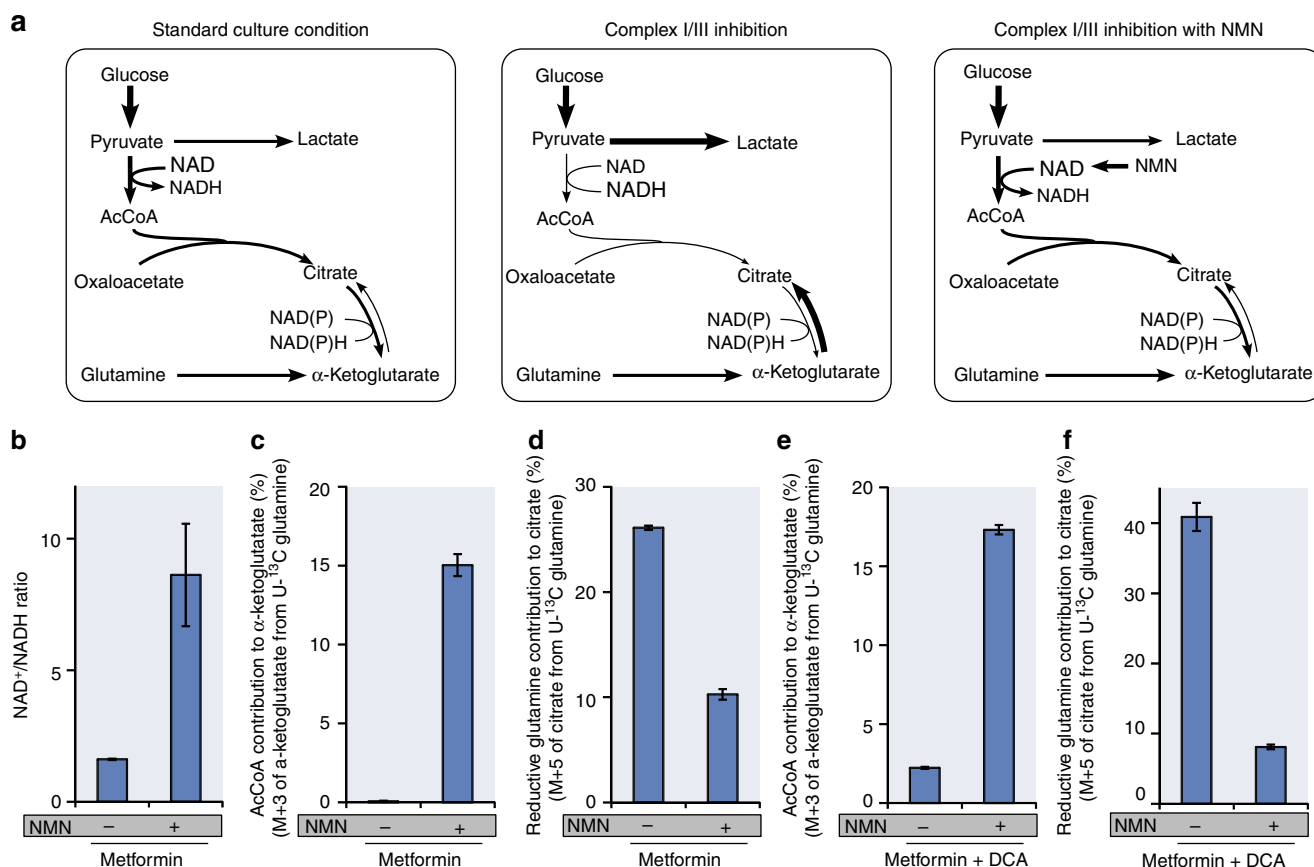 a
Standard culture condition
Glucose
Pyruvate
Lactate
NAD
NADH
AcCoA
Oxaloacetate
Citrate
NAD(P)
NAD(P)H
Glutamine
α-Ketoglutarate
Complex I/III inhibition
Glucose
Pyruvate
Lactate
NAD
NADH
AcCoA
Oxaloacetate
Citrate
NAD(P)
NAD(P)H
Glutamine
α-Ketoglutarate
Complex I/III inhibition with NMN
Glucose
Pyruvate
Lactate
NAD
NMN
NADH
AcCoA
Oxaloacetate
Citrate
NAD(P)
NAD(P)H
Glutamine
α-Ketoglutarate
b
NAD⁺/NADH ratio
10
5
0
NMN – +
Metformin
c
AcCoA contribution to α-ketoglutatate (%)
(M+3 of a-ketoglutatate from U-¹³C glutamine)
20
15
10
5
0
NMN – +
Metformin
d
Reductive glutamine contribution to citrate (%)
(M+5 of citrate from U-¹³C glutamine)
30
20
10
0
NMN – +
Metformin
e
AcCoA contribution to α-ketoglutatate (%)
(M+3 of a-ketoglutatate from U-¹³C glutamine)
20
15
10
5
0
NMN – +
Metformin + DCA
f
Reductive glutamine contribution to citrate (%)
(M+5 of citrate from U-¹³C glutamine)
40
30
20
10
0
NMN – +
Metformin + DCA